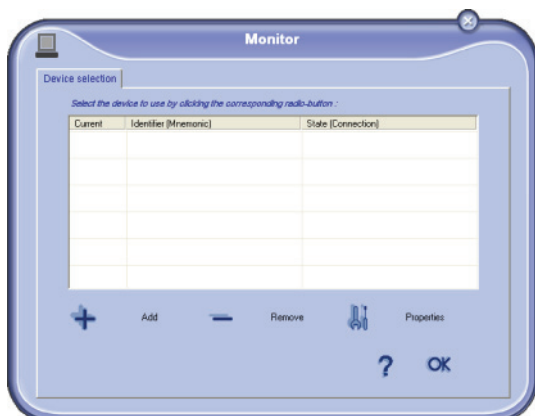 Monitor
Device selection
Select the device to use by clicking the corresponding radio-button :
Current Identifier (Mnemonic) State (Connection)
Add Remove Properties
? OK